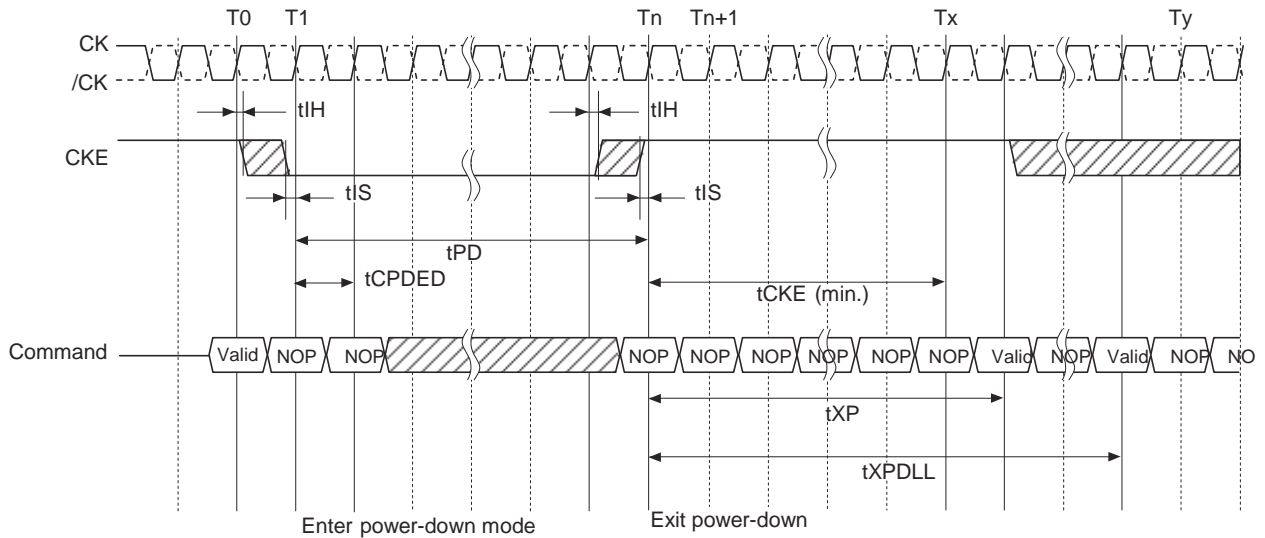 T0 T1 Tn Tn+1 Tx Ty
CK
/CK
tIH tIH
CKE
tIS tIS
tPD
tCPDED tCKE (min.)
Command Valid NOP NOP NOP NOP NOP NOP NOP NOP Valid NOP Valid NOP NO
tXP
tXPDLL
Enter power-down mode Exit power-down